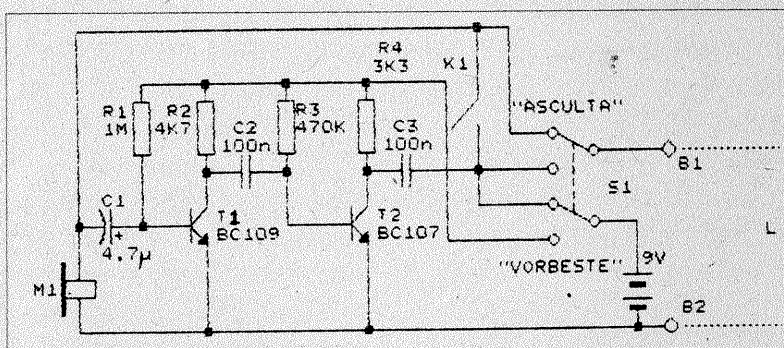 R4
3K3
K1
R1
1M
R2
4K7
R3
470K
C2
100n
C3
100n
"ASCULTA"
B1
S1
C1
+
4.7µ
T1
BC109
T2
BC107
L
"VORBESTE"
9V
M1
B2